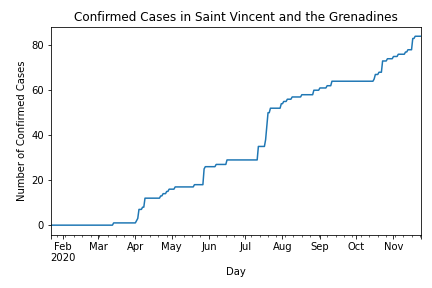 Confirmed Cases in Saint Vincent and the Grenadines
Number of Confirmed Cases
80
60
40
20
0
Feb Mar Apr May Jun Jul Aug Sep Oct Nov
2020
Day